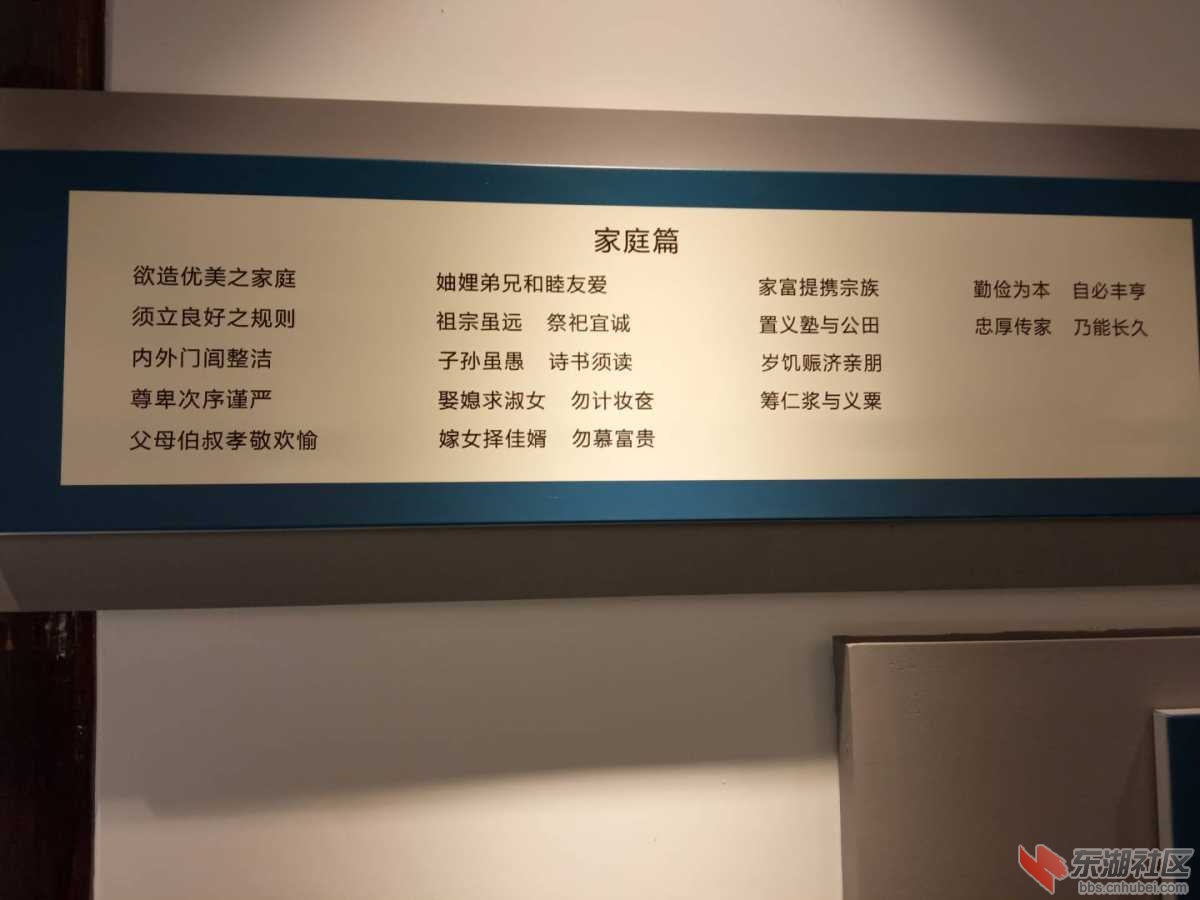 家庭篇
欲造优美之家庭
须立良好之规则
内外门闾整洁
尊卑次序谨严
父母伯叔孝敬欢愉
妯娌弟兄和睦友爱
祖宗虽远 祭祀宜诚
子孙虽愚 诗书须读
娶媳求淑女 勿计妆奁
嫁女择佳婿 勿慕富贵
家富提携宗族
置义塾与公田
岁饥赈济亲朋
筹仁浆与义粟
勤俭为本 自必丰亨
忠厚传家 乃能长久
东湖社区
bbs.cnhubei.com